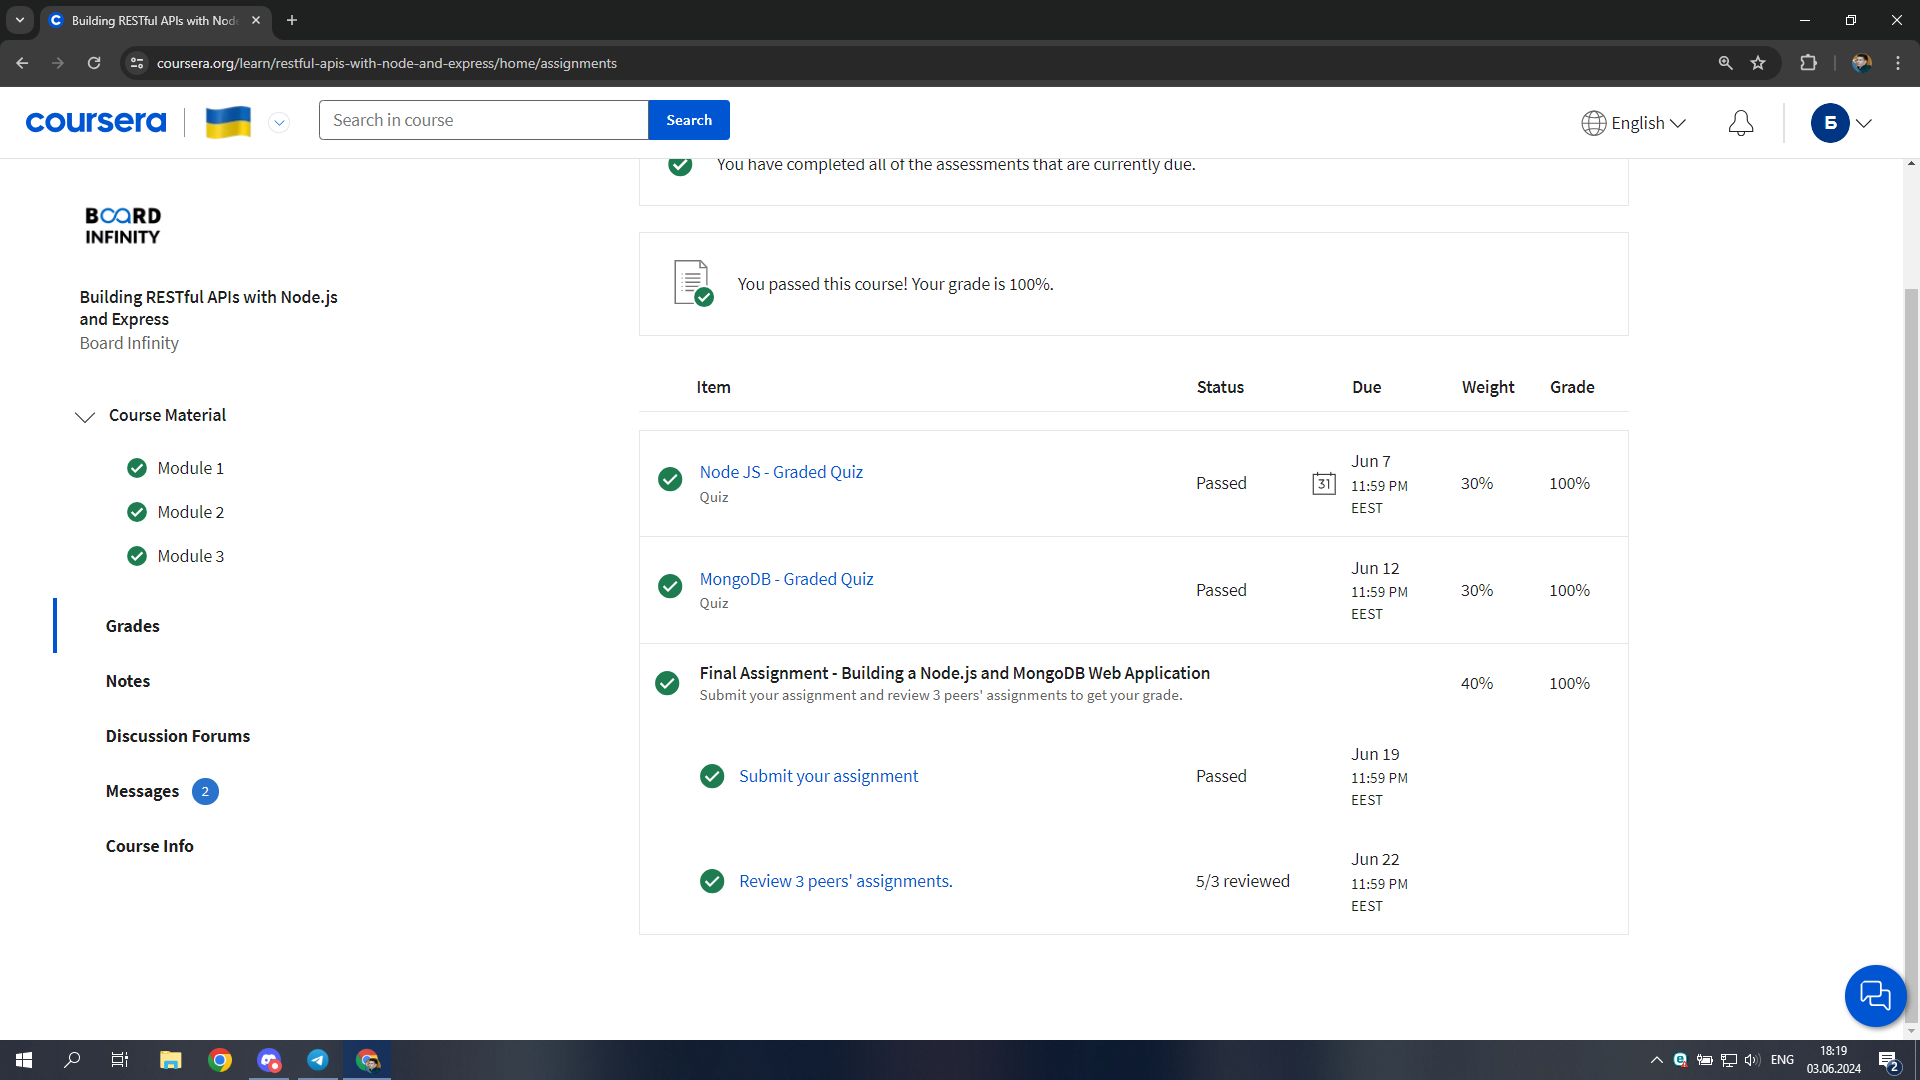 Building RESTful APIs with Node
coursera.org/learn/restful-apis-with-node-and-express/home/assignments
coursera
Search in course
Search
English
Б
You have completed all of the assessments that are currently due.
BOARD
INFINITY
Building RESTful APIs with Node.js
and Express
Board Infinity
Course Material
Module 1
Module 2
Module 3
Grades
Notes
Discussion Forums
Messages 2
Course Info
You passed this course! Your grade is 100%.
Item Status Due Weight Grade
Node JS - Graded Quiz
Quiz
Passed
31
Jun 7
11:59 PM
EEST
30%
100%
MongoDB - Graded Quiz
Quiz
Passed
Jun 12
11:59 PM
EEST
30%
100%
Final Assignment - Building a Node.js and MongoDB Web Application
Submit your assignment and review 3 peers' assignments to get your grade.
40%
100%
Submit your assignment
Passed
Jun 19
11:59 PM
EEST
Review 3 peers' assignments.
5/3 reviewed
Jun 22
11:59 PM
EEST
ENG
18:19
03.06.2024
2